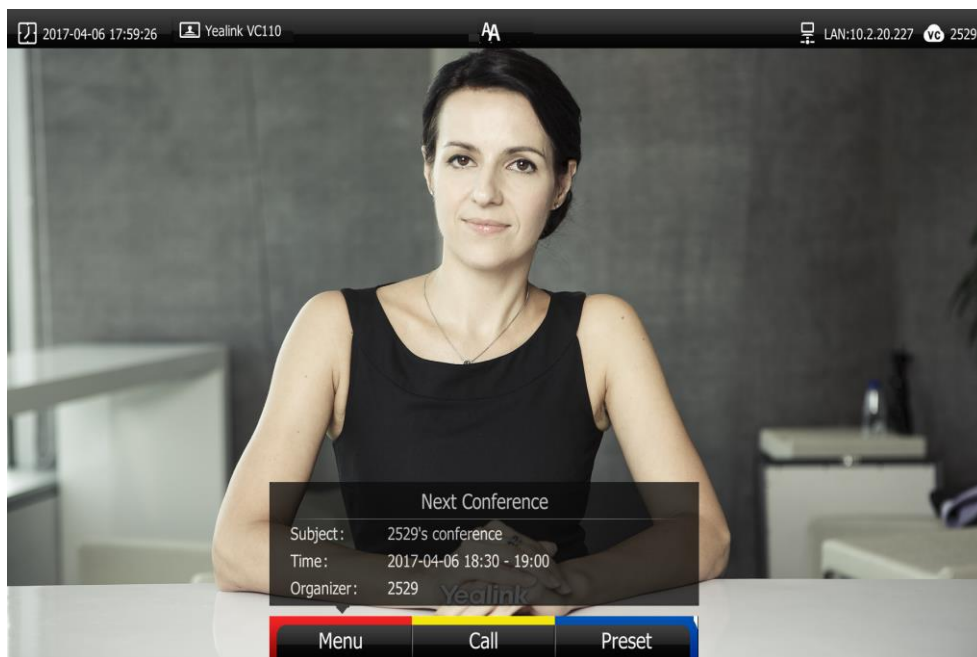 2017-04-06 17:59:26 Yealink VC110 AA LAN:10.2.20.227 VC 2529
Next Conference
Subject: 2529's conference
Time: 2017-04-06 18:30 - 19:00
Organizer: 2529
Yealink
Menu Call Preset